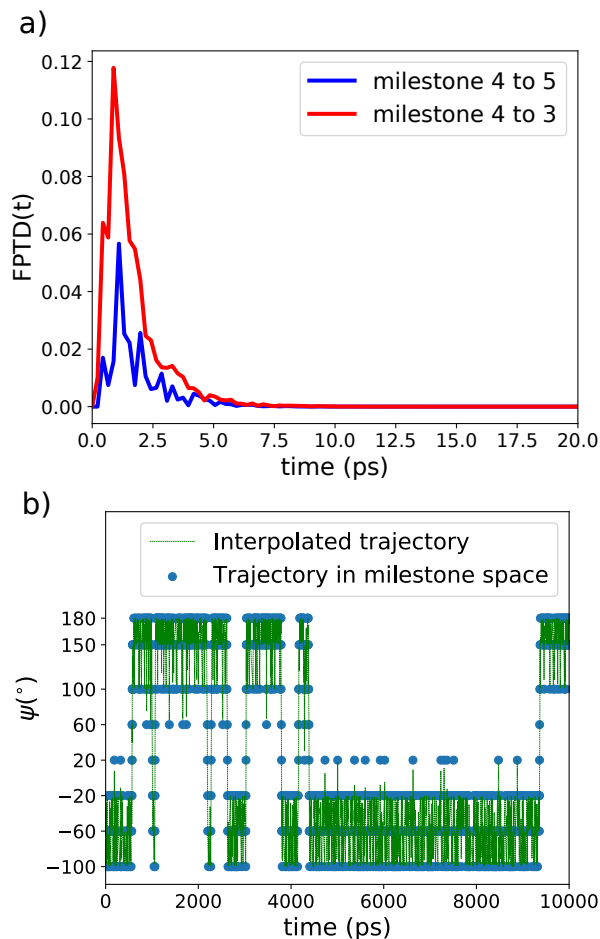 a)
FPTD(t)
0.12
0.10
0.08
0.06
0.04
0.02
0.00
milestone 4 to 5
milestone 4 to 3
0.0 2.5 5.0 7.5 10.0 12.5 15.0 17.5 20.0
time (ps)
b)
Interpolated trajectory
Trajectory in milestone space
ψ(°)
180
150
100
60
20
−20
−60
−100
0 2000 4000 6000 8000 10000
time (ps)